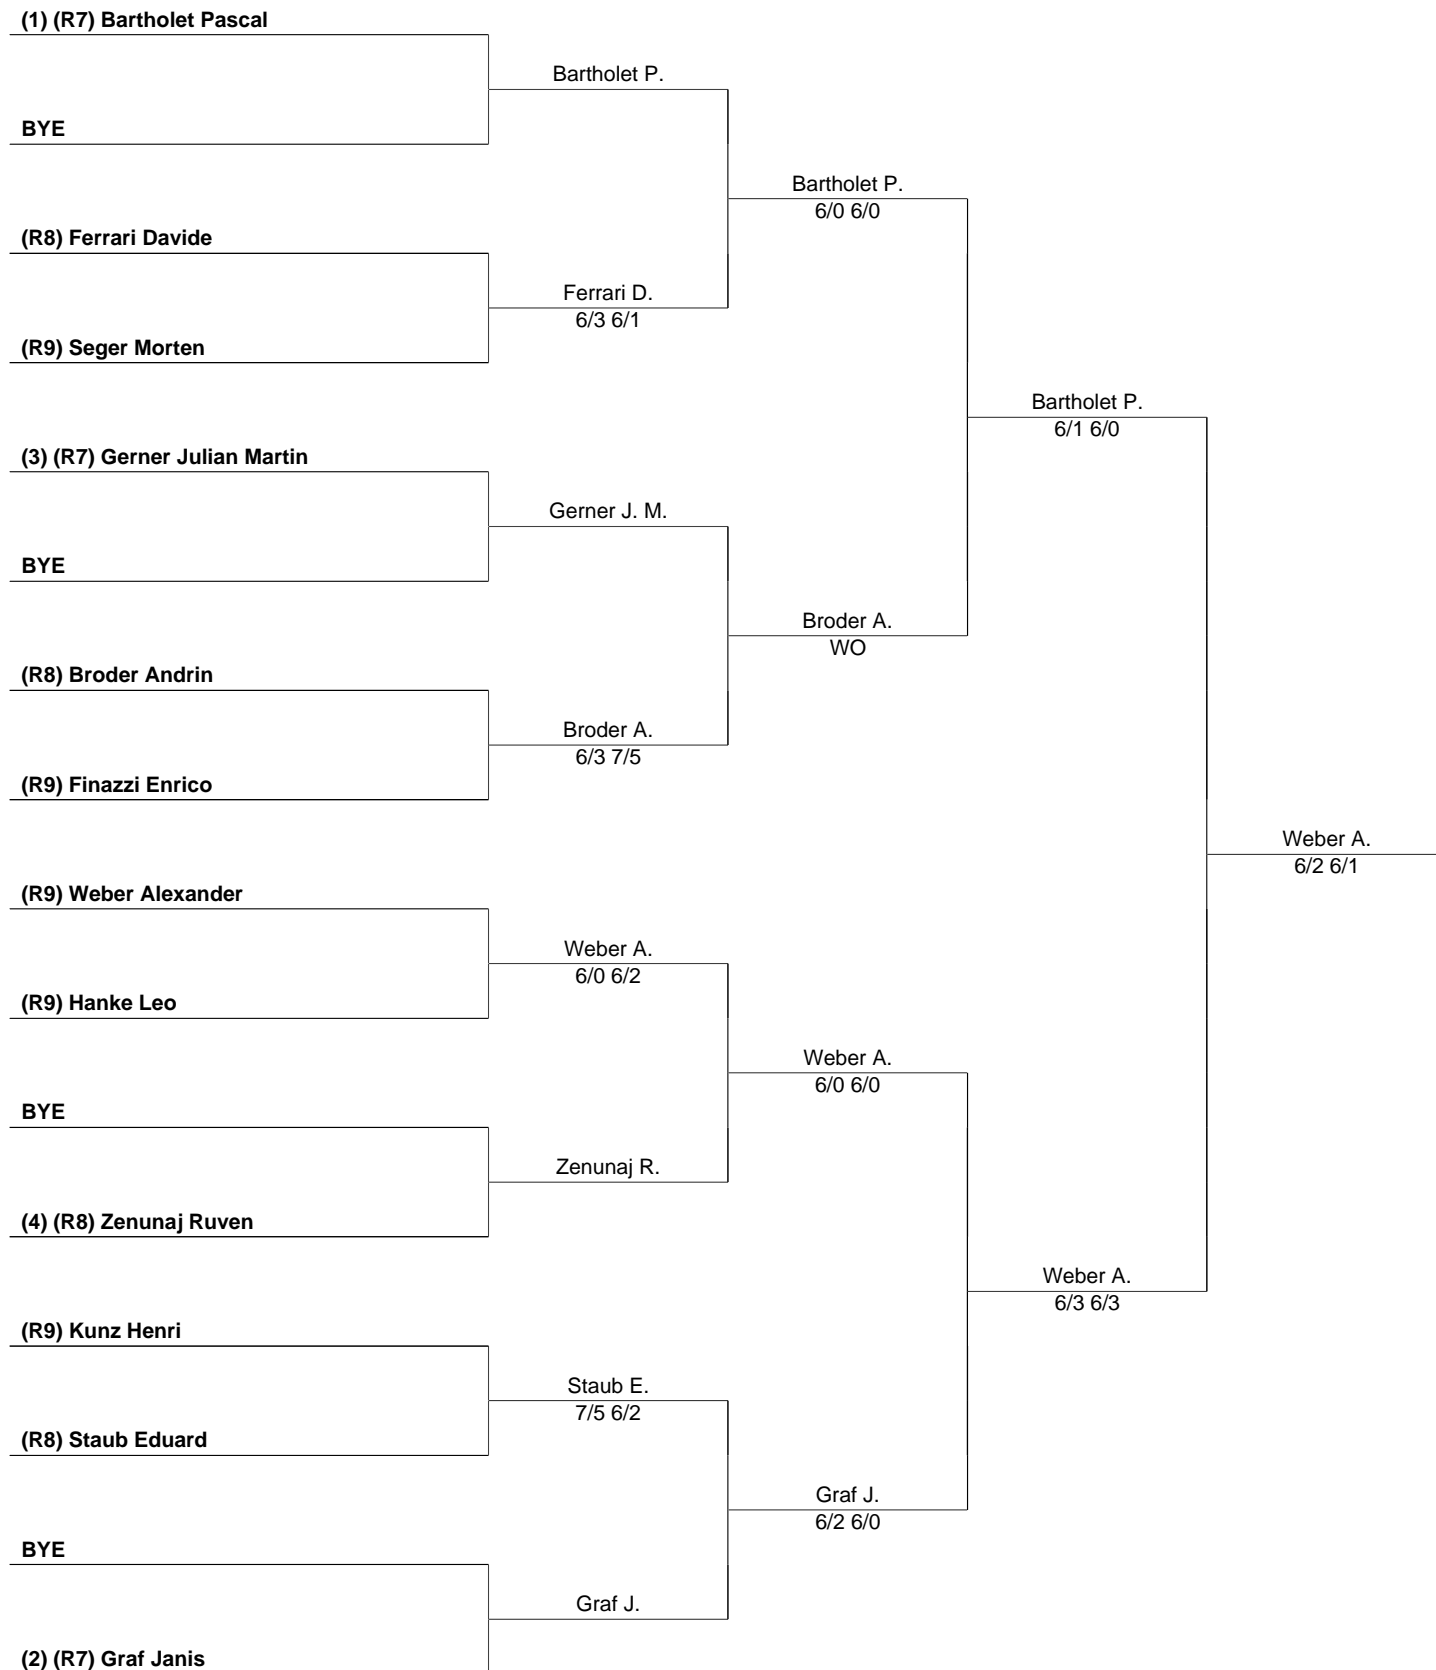 (1) (R7) Bartholet Pascal
Bartholet P.
BYE
Bartholet P.
6/0 6/0
(R8) Ferrari Davide
Ferrari D.
6/3 6/1
(R9) Seger Morten
Bartholet P.
6/1 6/0
(3) (R7) Gerner Julian Martin
Gerner J. M.
BYE
Broder A.
WO
(R8) Broder Andrin
Broder A.
6/3 7/5
(R9) Finazzi Enrico
Weber A.
6/2 6/1
(R9) Weber Alexander
Weber A.
6/0 6/2
(R9) Hanke Leo
Weber A.
6/0 6/0
BYE
Zenunaj R.
(4) (R8) Zenunaj Ruven
Weber A.
6/3 6/3
(R9) Kunz Henri
Staub E.
7/5 6/2
(R8) Staub Eduard
Graf J.
6/2 6/0
BYE
Graf J.
(2) (R7) Graf Janis